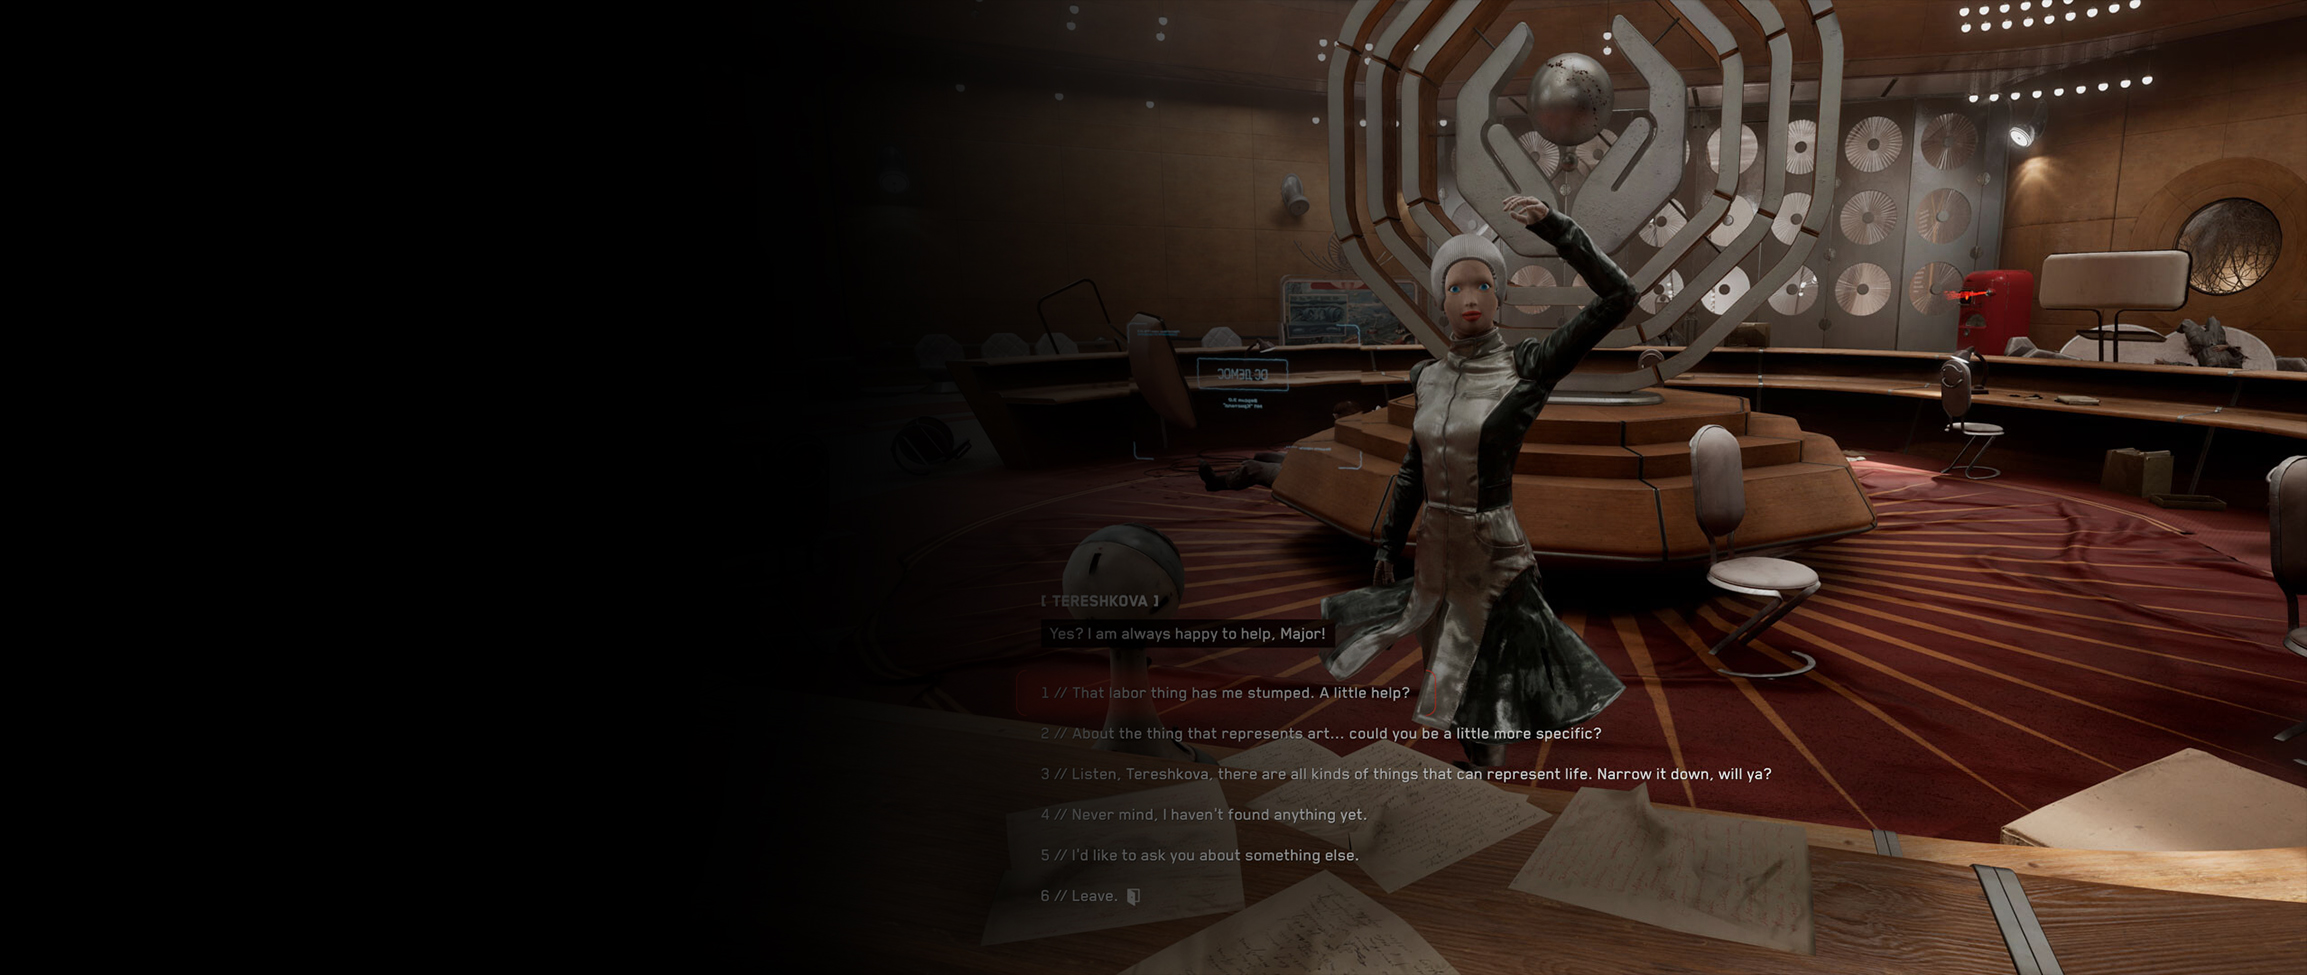 [ TERESHKOVA ]
Yes? I am always happy to help, Major!
1 // That labor thing has me stumped. A little help?
2 // About the thing that represents art... could you be a little more specific?
3 // Listen, Tereshkova, there are all kinds of things that can represent life. Narrow it down, will ya?
4 // Never mind, I haven't found anything yet.
5 // I'd like to ask you about something else.
6 // Leave.